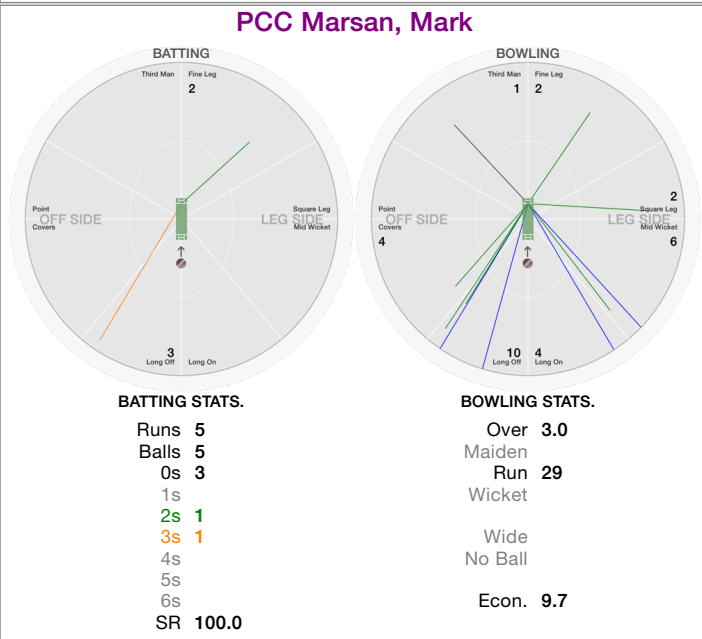 PCC Marsan, Mark
BATTING
Third Man
Fine Leg
2
Point
OFF SIDE
Covers
Square Leg
LEG SIDE
Mid Wicket
3
Long Off
Long On
BOWLING
Third Man
Fine Leg
1
2
Point
OFF SIDE
Covers
4
2
Square Leg
LEG SIDE
Mid Wicket
6
10
4
Long Off
Long On
BATTING STATS.
Runs 5
Balls 5
0s 3
1s
2s 1
3s 1
4s
5s
6s
SR 100.0
BOWLING STATS.
Over 3.0
Maiden
Run 29
Wicket
Wide
No Ball
Econ. 9.7